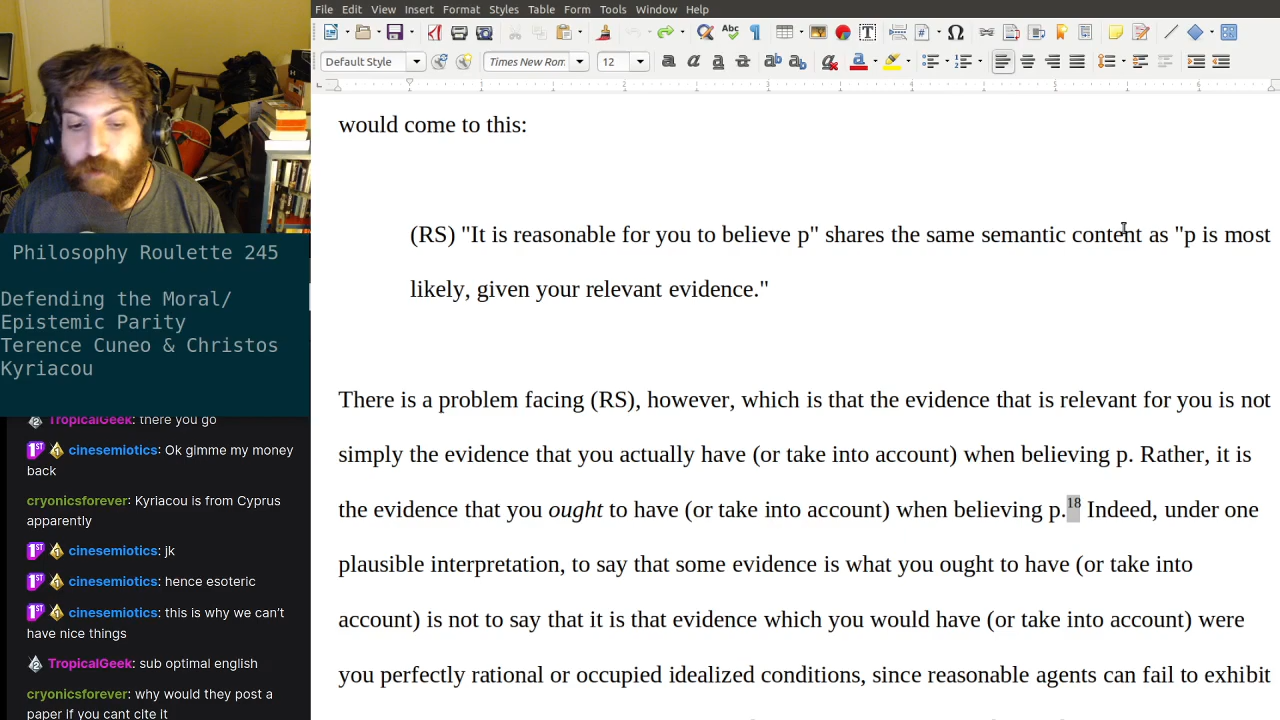 File Edit View Insert Format Styles Table Form Tools Window Help
Default Style Times New Rom 12
would come to this:
(RS) "It is reasonable for you to believe p" shares the same semantic content as "p is most
likely, given your relevant evidence."
There is a problem facing (RS), however, which is that the evidence that is relevant for you is not
simply the evidence that you actually have (or take into account) when believing p. Rather, it is
the evidence that you ought to have (or take into account) when believing p.18 Indeed, under one
plausible interpretation, to say that some evidence is what you ought to have (or take into
account) is not to say that it is that evidence which you would have (or take into account) were
you perfectly rational or occupied idealized conditions, since reasonable agents can fail to exhibit
Philosophy Roulette 245
Defending the Moral/
Epistemic Parity
Terence Cuneo & Christos
Kyriacou
TropicalGeek: there you go
cinesemiotics: Ok gImme my money
back
cryonicsforever: Kyriacou is from Cyprus
apparently
cinesemiotics: jk
cinesemiotics: hence esoteric
cinesemiotics: this is why we can't
have nice things
TropicalGeek: sub optimal english
cryonicsforever: why would they post a
paper if you cant cite it